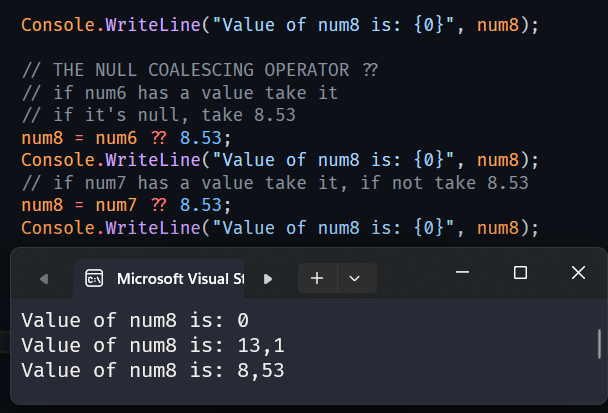 Console.WriteLine("Value of num8 is: {0}", num8);
// THE NULL COALESCING OPERATOR ??
// if num6 has a value take it
// if it's null, take 8.53
num8 = num6 ?? 8.53;
Console.WriteLine("Value of num8 is: {0}", num8);
// if num7 has a value take it, if not take 8.53
num8 = num7 ?? 8.53;
Console.WriteLine("Value of num8 is: {0}", num8);
Microsoft Visual St
Value of num8 is: 0
Value of num8 is: 13,1
Value of num8 is: 8,53